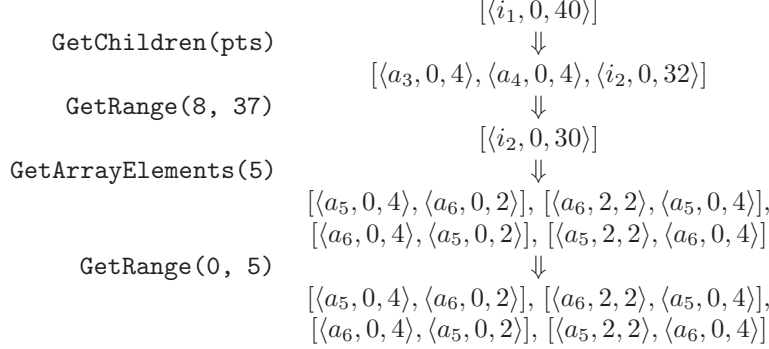 [⟨i₁, 0, 40⟩]
GetChildren(pts) ⇓
[⟨a₃, 0, 4⟩, ⟨a₄, 0, 4⟩, ⟨i₂, 0, 32⟩]
GetRange(8, 37) ⇓
[⟨i₂, 0, 30⟩]
GetArrayElements(5) ⇓
[⟨a₅, 0, 4⟩, ⟨a₆, 0, 2⟩], [⟨a₆, 2, 2⟩, ⟨a₅, 0, 4⟩],
[⟨a₆, 0, 4⟩, ⟨a₅, 0, 2⟩], [⟨a₅, 2, 2⟩, ⟨a₆, 0, 4⟩]
GetRange(0, 5) ⇓
[⟨a₅, 0, 4⟩, ⟨a₆, 0, 2⟩], [⟨a₆, 2, 2⟩, ⟨a₅, 0, 4⟩],
[⟨a₆, 0, 4⟩, ⟨a₅, 0, 2⟩], [⟨a₅, 2, 2⟩, ⟨a₆, 0, 4⟩]